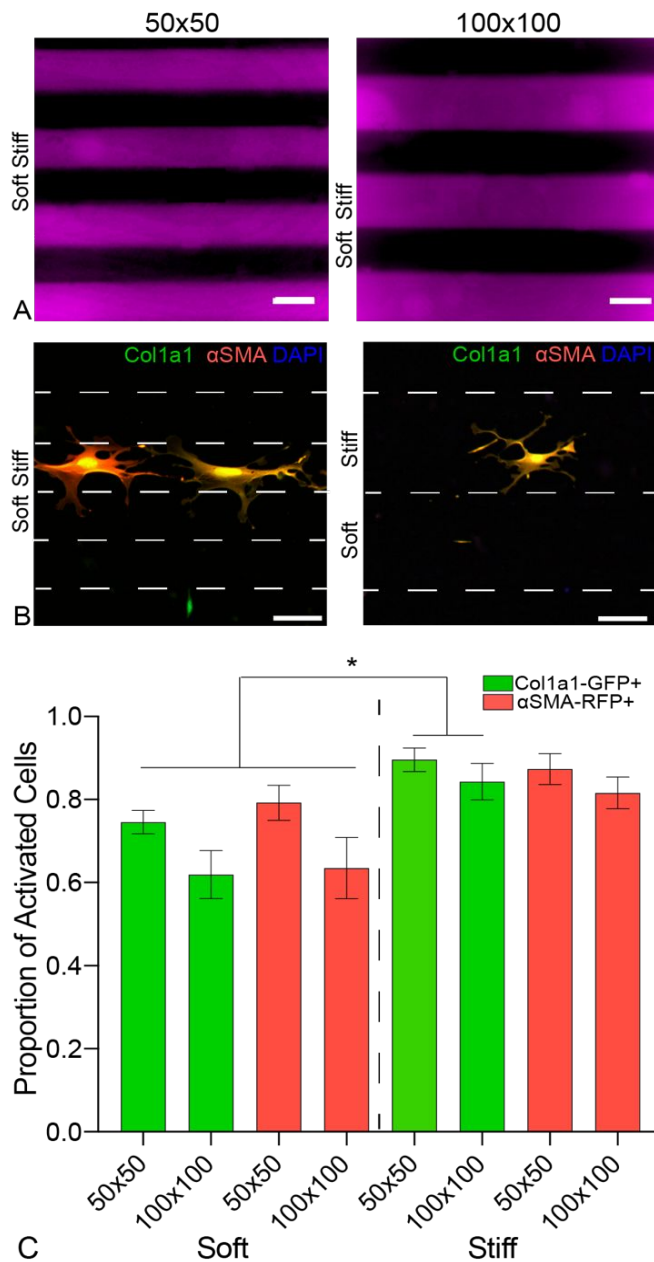 50x50 100x100
Soft Stiff
Soft Stiff
A
Col1a1 αSMA DAPI
Col1a1 αSMA DAPI
Soft Stiff
Soft Stiff
B
*
Col1a1-GFP+
αSMA-RFP+
Proportion of Activated Cells
1.0
0.8
0.6
0.4
0.2
0.0
50x50 100x100 50x50 100x100 50x50 100x100 50x50 100x100
C Soft Stiff